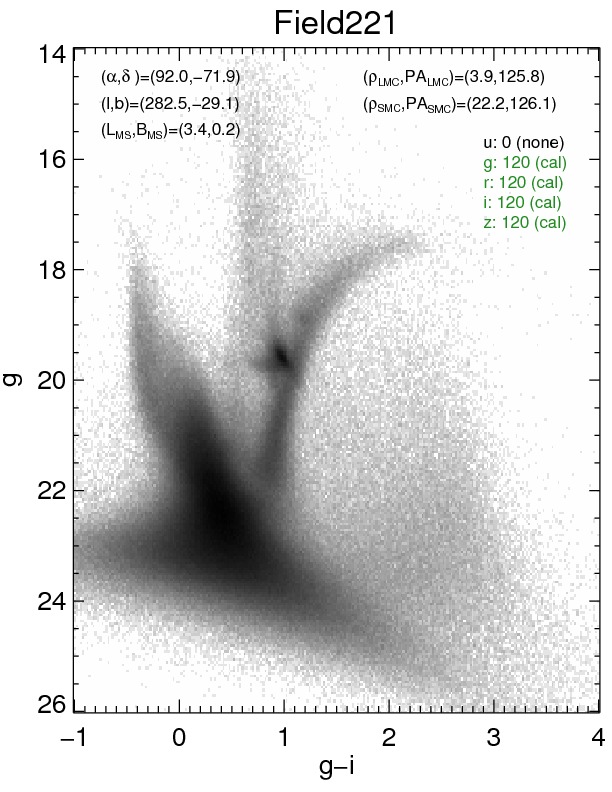 Field221
(α,δ )=(92.0,−71.9)
(ρLMC,PALMC)=(3.9,125.8)
(l,b)=(282.5,−29.1)
(ρSMC,PASMC)=(22.2,126.1)
(LMS,BMS)=(3.4,0.2)
u: 0 (none)
g: 120 (cal)
r: 120 (cal)
i: 120 (cal)
z: 120 (cal)
14
16
18
20
22
24
26
g
−1 0 1 2 3 4
g−i